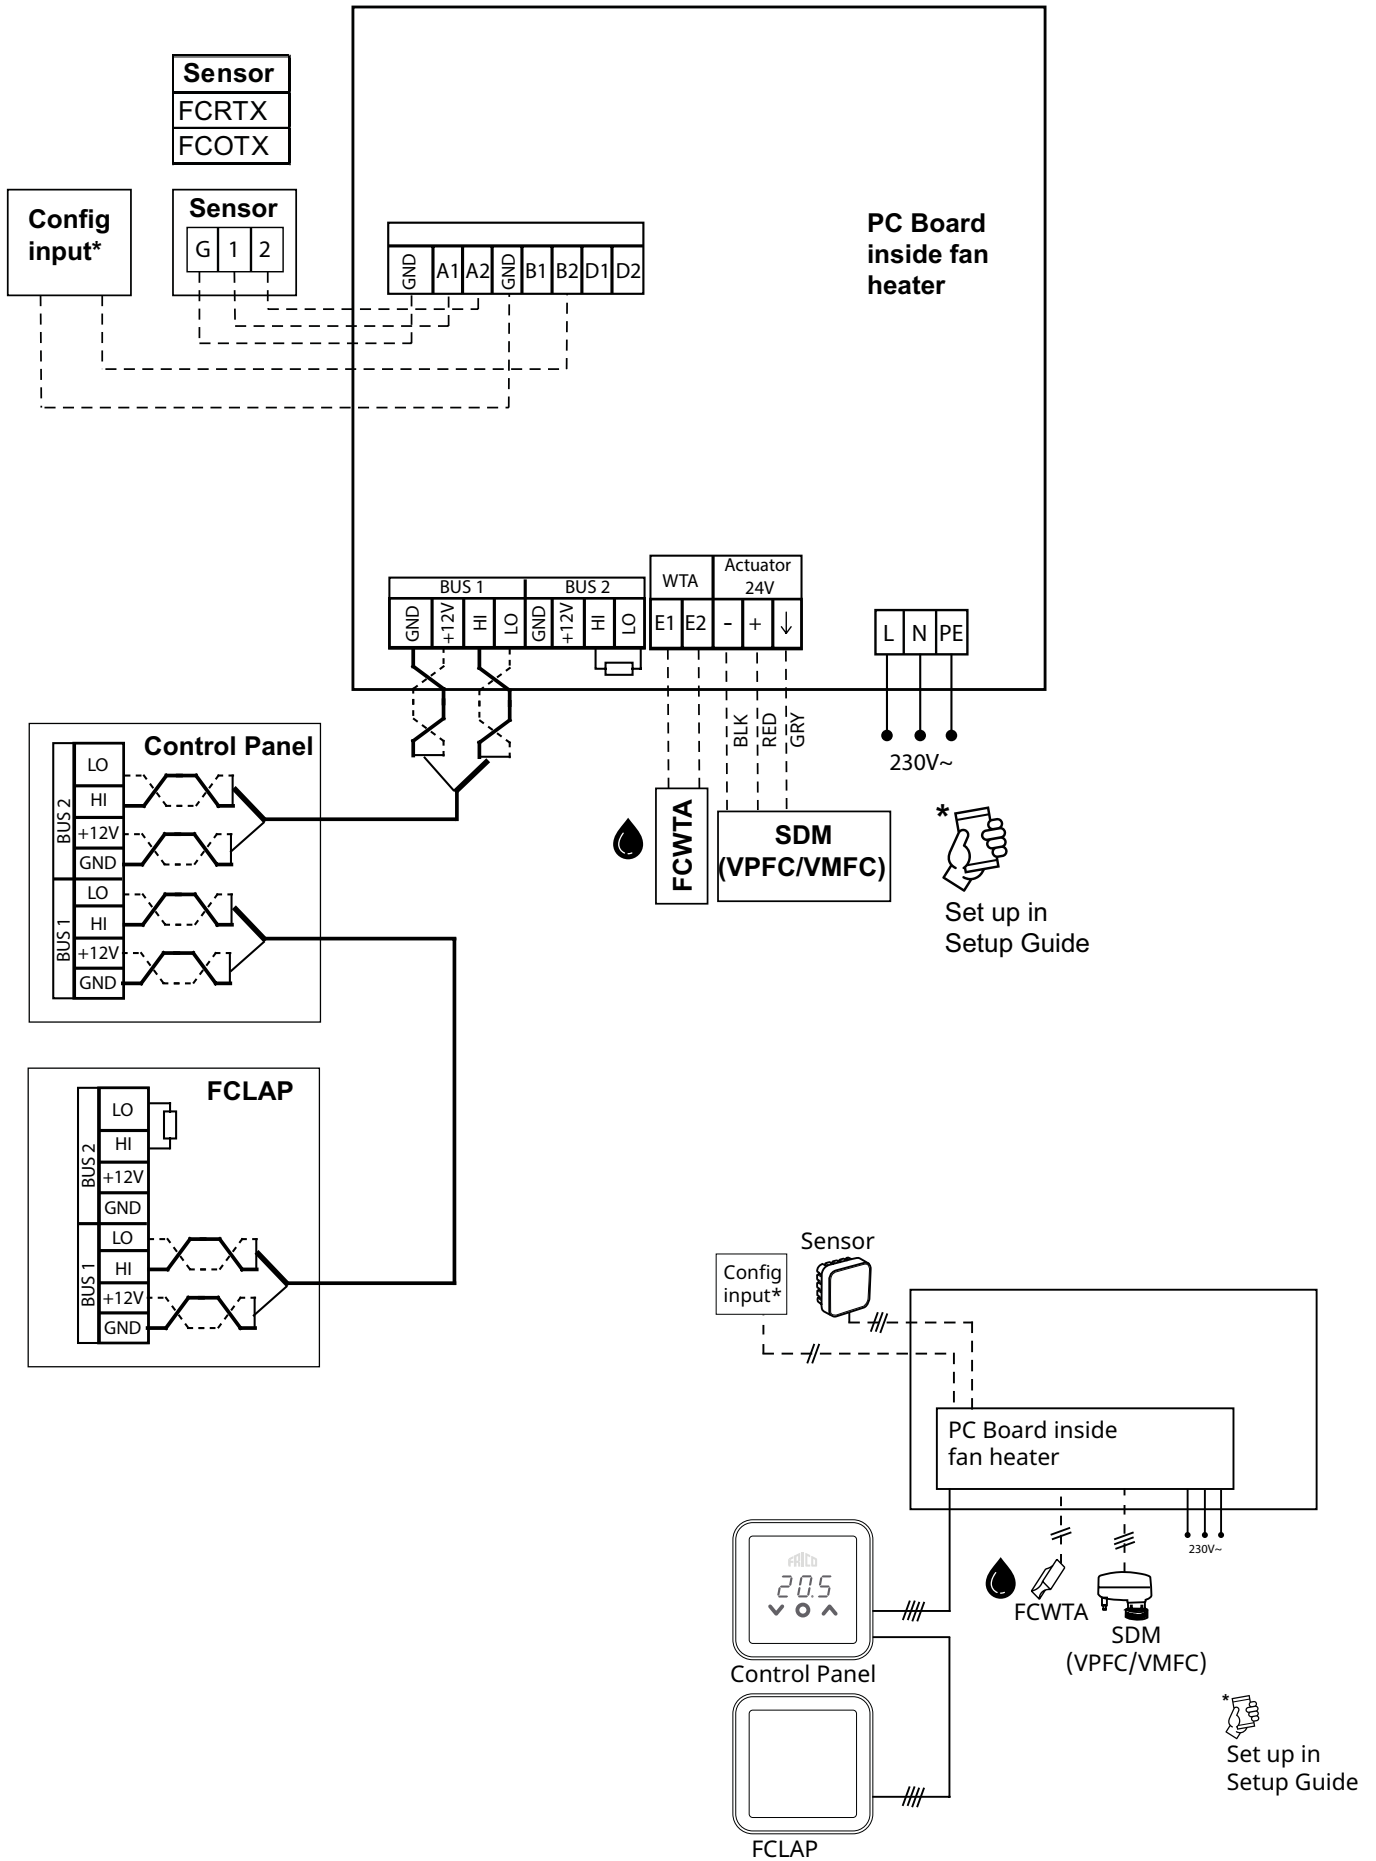 Sensor
FCRTX
FCOTX
Config
input*
Sensor
G 1 2
GND A1 A2 GND B1 B2 D1 D2
PC Board
inside fan
heater
BUS 1 BUS 2
GND +12V HI LO GND +12V HI LO
WTA
E1 E2
Actuator
24V
- + ↓
L N PE
230V~
BLK
RED
GRY
FCWTA
SDM
(VPFC/VMFC)
*
Set up in
Setup Guide
Control Panel
BUS 2
LO
HI
+12V
GND
BUS 1
LO
HI
+12V
GND
FCLAP
BUS 2
LO
HI
+12V
GND
BUS 1
LO
HI
+12V
GND
Sensor
Config
input*
PC Board inside
fan heater
230V~
FRICO
20.5
Control Panel
FCWTA
SDM
(VPFC/VMFC)
FCLAP
*
Set up in
Setup Guide